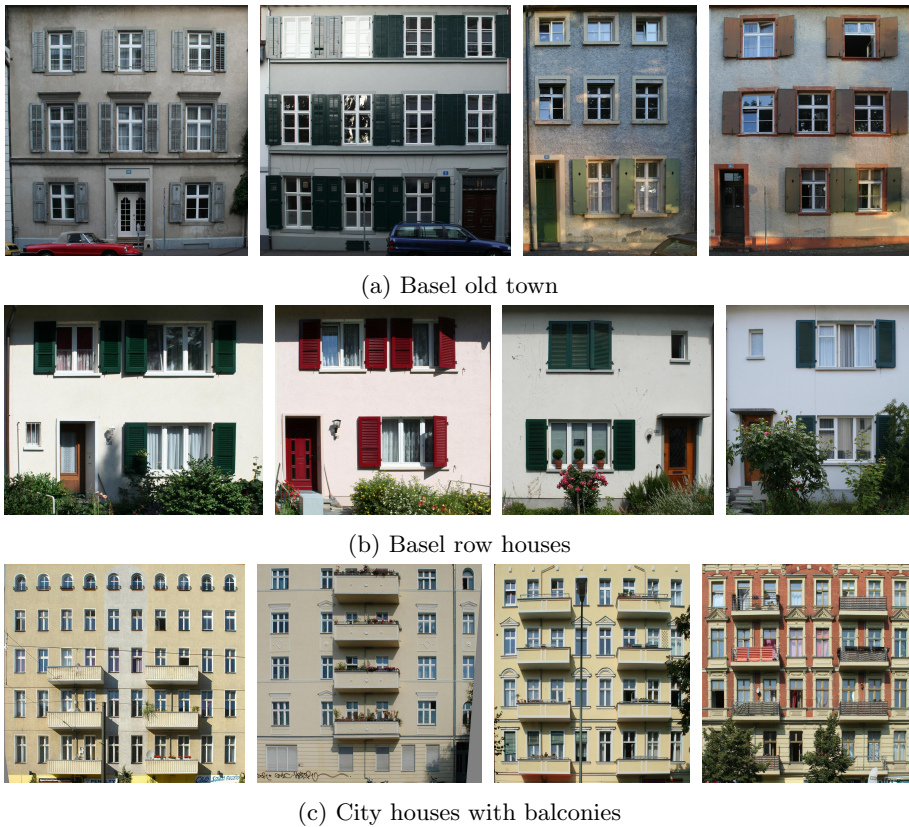 (a) Basel old town
(b) Basel row houses
(c) City houses with balconies